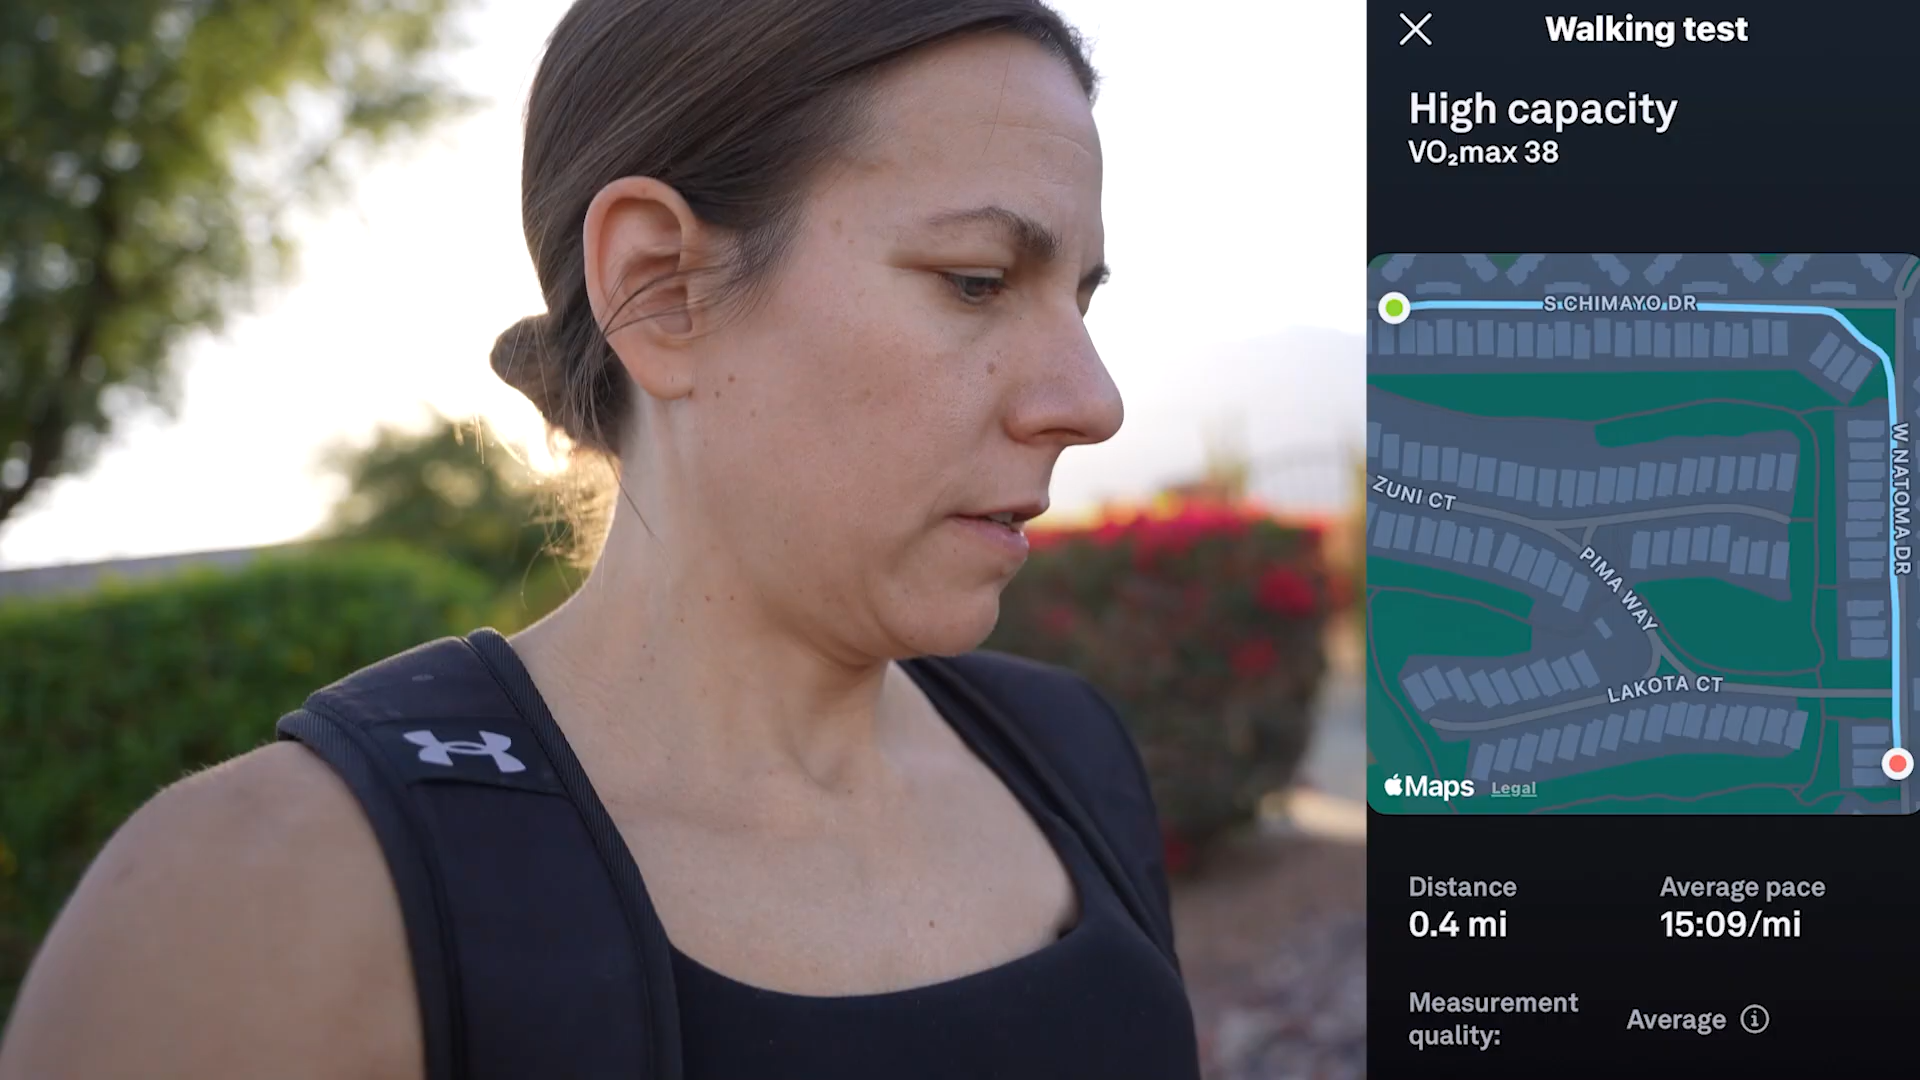 Walking test
High capacity
VO₂max 38
S CHIMAYO DR
W NATOMA DR
ZUNI CT
PIMA WAY
LAKOTA CT
Maps Legal
Distance
0.4 mi
Average pace
15:09/mi
Measurement
quality:
Average